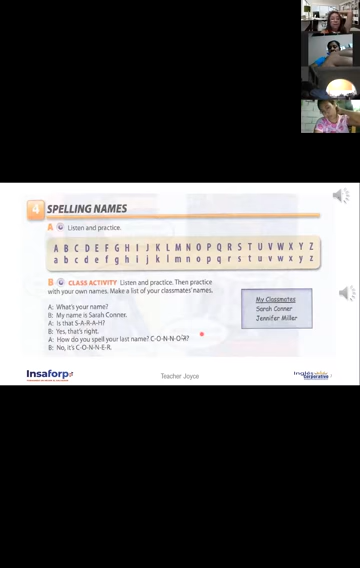 4 SPELLING NAMES
A Listen and practice.
A B C D E F G H I J K L M N O P Q R S T U V W X Y Z
a b c d e f g h i j k l m n o p q r s t u v w x y z
B CLASS ACTIVITY Listen and practice. Then practice
with your own names. Make a list of your classmates' names.
A: What's your name?
B: My name is Sarah Conner.
A: Is that S-A-R-A-H?
B: Yes, that's right.
A: How do you spell your last name? C-O-N-N-O-R?
B: No, it's C-O-N-N-E-R.
My Classmates
Sarah Conner
Jennifer Miller
Insaforp
Teacher Joyce
Corporativo